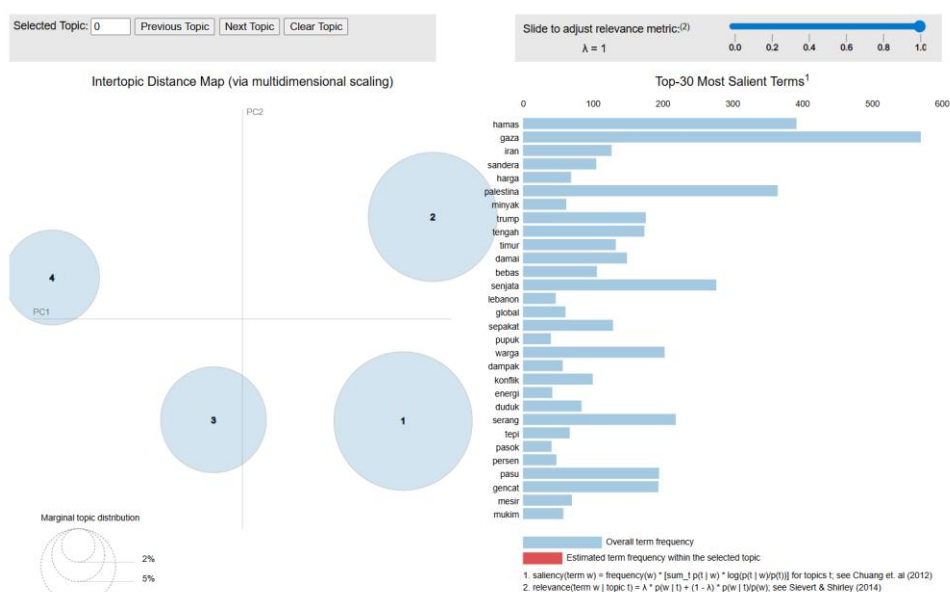 Selected Topic: 0 Previous Topic Next Topic Clear Topic
Slide to adjust relevance metric:(2)
λ = 1
0.0 0.2 0.4 0.6 0.8 1.0
Intertopic Distance Map (via multidimensional scaling)
PC2
2
4
PC1
3
1
Marginal topic distribution
2%
5%
Top-30 Most Salient Terms1
0 100 200 300 400 500 600
hamas
gaza
iran
sandera
harga
palestina
minyak
trump
tengah
timur
damai
bebas
senjata
lebanon
global
sepakat
pupuk
warga
dampak
konflik
energi
duduk
serang
tepi
pasok
persen
pasu
gencat
mesir
mukim
Overall term frequency
Estimated term frequency within the selected topic
1. saliency(term w) = frequency(w) * [sum_t p(t | w) * log(p(t | w)/p(t))] for topics t; see Chuang et. al (2012)
2. relevance(term w | topic t) = λ * p(w | t) + (1 - λ) * p(w | t)/p(w); see Sievert & Shirley (2014)